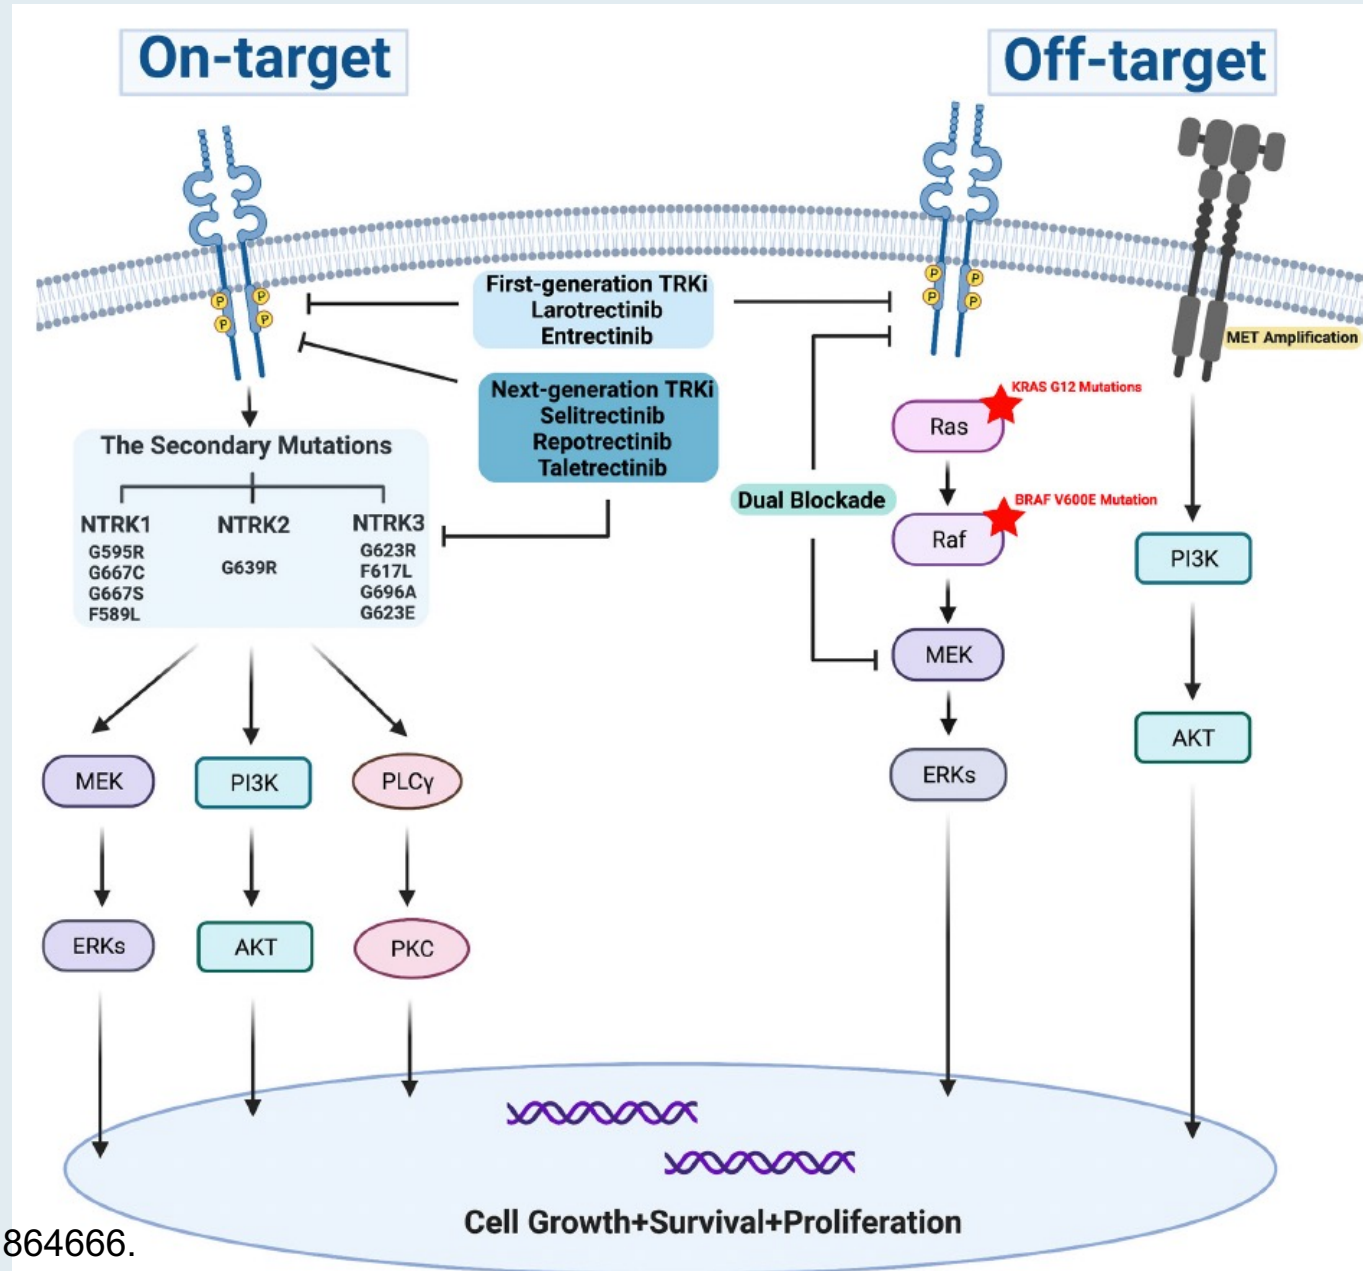 On-target
Off-target
P
P
P
P
First-generation TRKi
Larotrectinib
Entrectinib
P
P
P
P
MET Amplification
Next-generation TRKi
Selitrectinib
Repotrectinib
Taletrectinib
The Secondary Mutations
NTRK1
G595R
G667C
G667S
F589L
NTRK2
G639R
NTRK3
G623R
F617L
G696A
G623E
Dual Blockade
KRAS G12 Mutations
Ras
BRAF V600E Mutation
Raf
MEK
ERKs
PI3K
AKT
MEK
PI3K
PLCγ
ERKs
AKT
PKC
Cell Growth+Survival+Proliferation
864666.